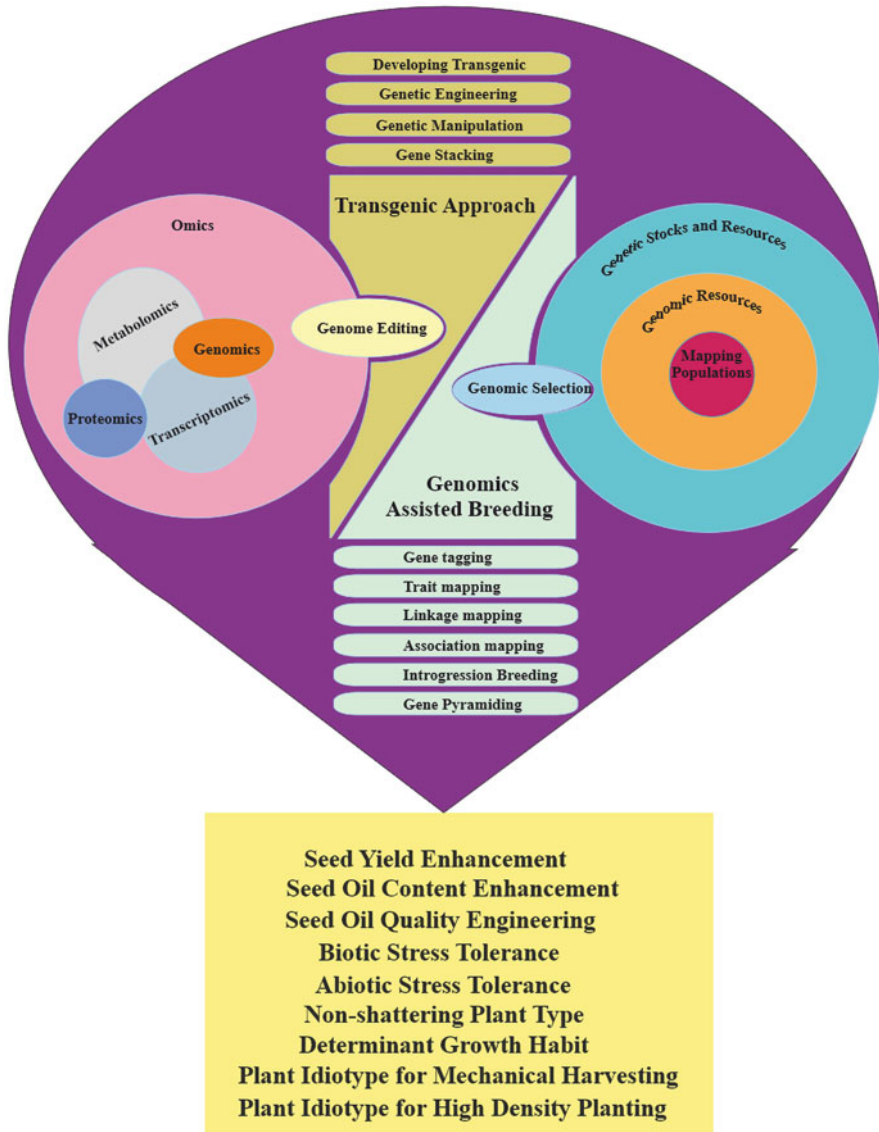 Developing Transgenic
Genetic Engineering
Genetic Manipulation
Gene Stacking
Transgenic Approach
Omics
Metabolomics
Genomics
Proteomics
Transcriptomics
Genome Editing
Genetic Stocks and Resources
Genomic Resources
Mapping
Populations
Genomic Selection
Genomics
Assisted Breeding
Gene tagging
Trait mapping
Linkage mapping
Association mapping
Introgression Breeding
Gene Pyramiding
Seed Yield Enhancement
Seed Oil Content Enhancement
Seed Oil Quality Engineering
Biotic Stress Tolerance
Abiotic Stress Tolerance
Non-shattering Plant Type
Determinant Growth Habit
Plant Idiotype for Mechanical Harvesting
Plant Idiotype for High Density Planting